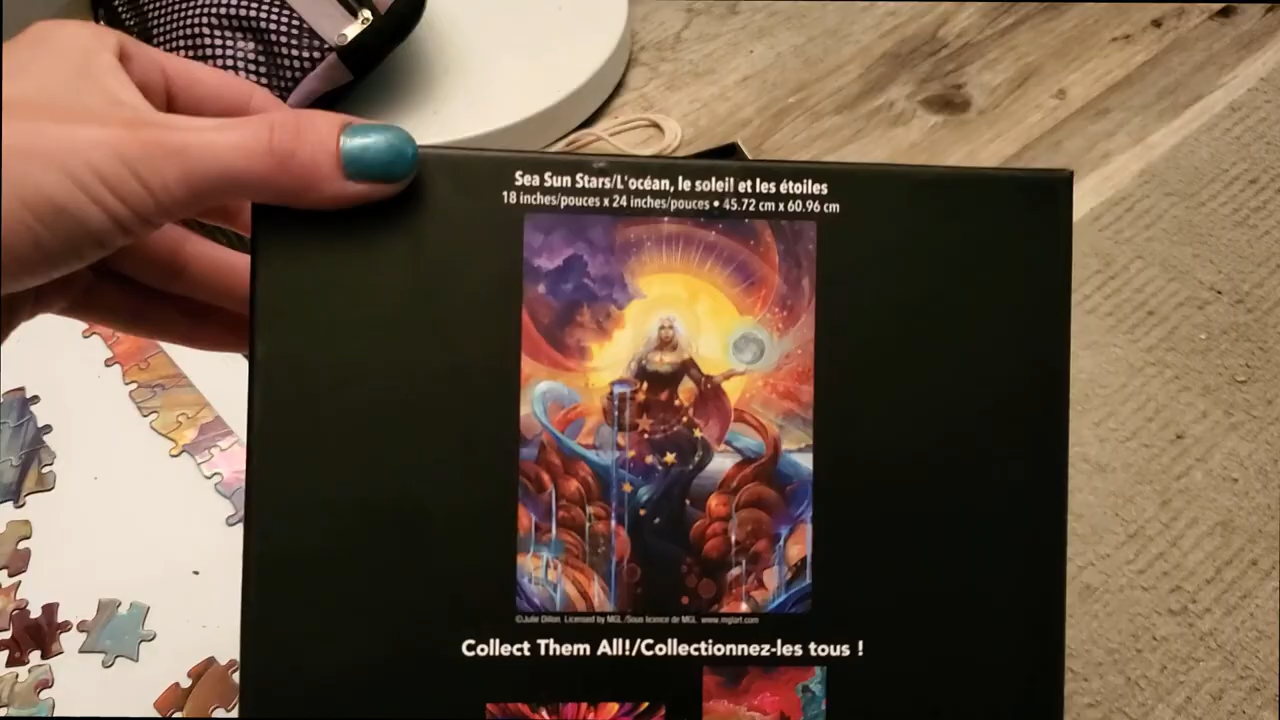 Sea Sun Stars/L'océan, le soleil et les étoiles
18 inches/pouces x 24 inches/pouces • 45.72 cm x 60.96 cm
©Julie Dillon. Licensed by MGL./Sous licence de MGL. www.mglart.com
Collect Them All!/Collectionnez-les tous !